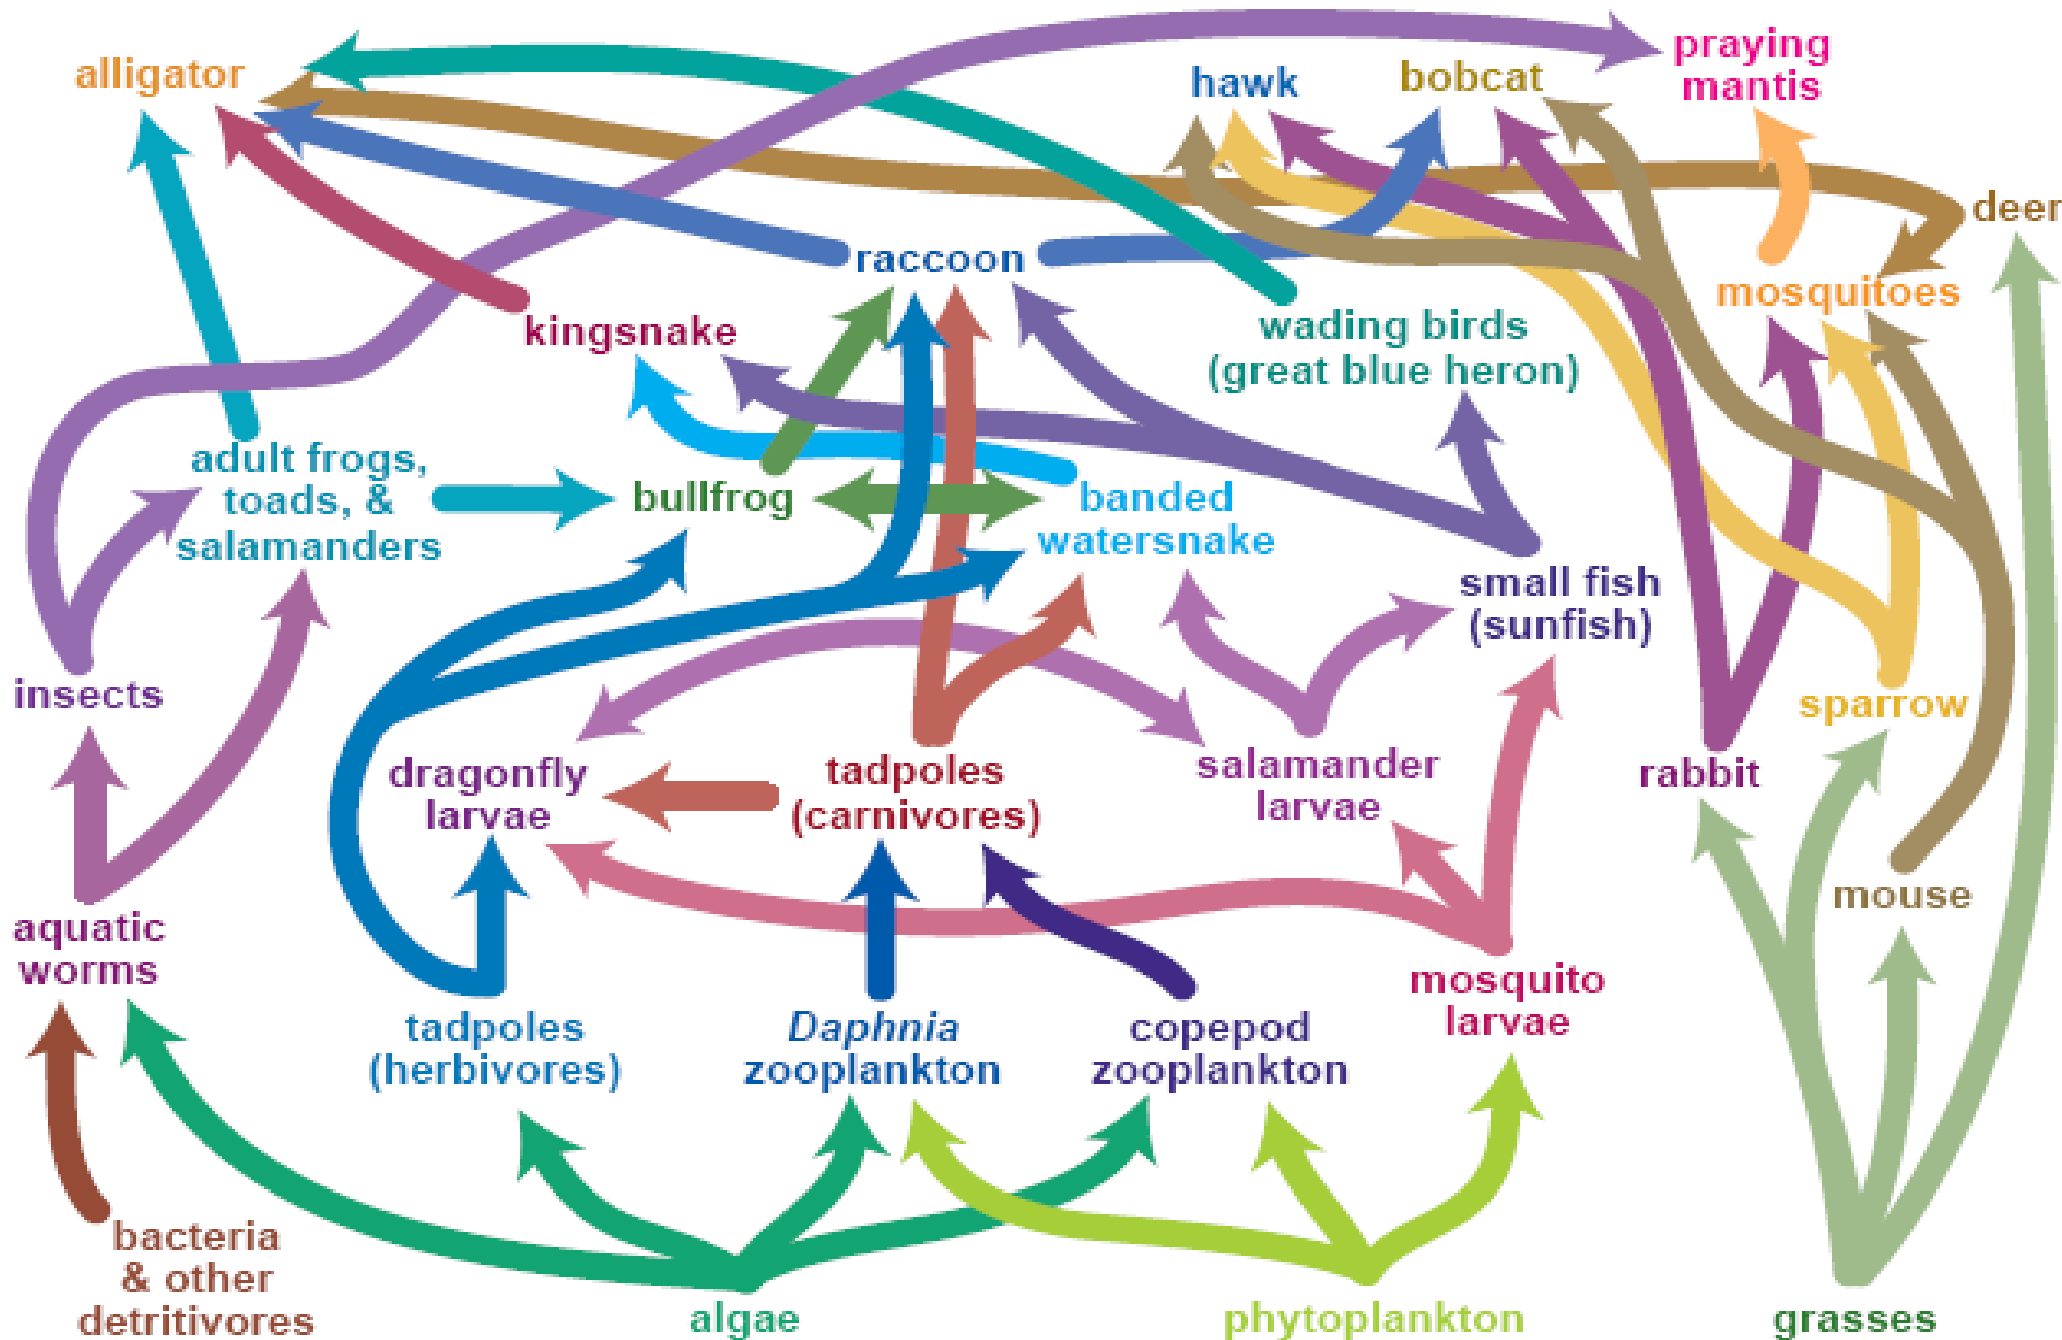 alligator
hawk
bobcat
praying
mantis
deer
raccoon
mosquitoes
kingsnake
wading birds
(great blue heron)
adult frogs,
toads, &
salamanders
bullfrog
banded
watersnake
small fish
(sunfish)
insects
sparrow
dragonfly
larvae
tadpoles
(carnivores)
salamander
larvae
rabbit
mouse
aquatic
worms
mosquito
larvae
tadpoles
(herbivores)
Daphnia
zooplankton
copepod
zooplankton
bacteria
& other
detritivores
algae
phytoplankton
grasses